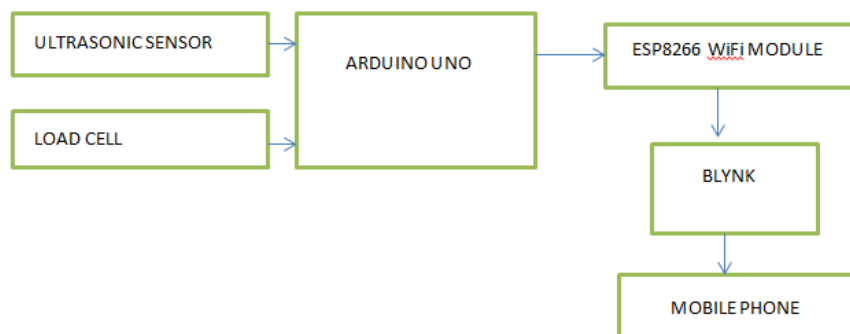 ULTRASONIC SENSOR
LOAD CELL
ARDUINO UNO
ESP8266 WiFi MODULE
BLYNK
MOBILE PHONE